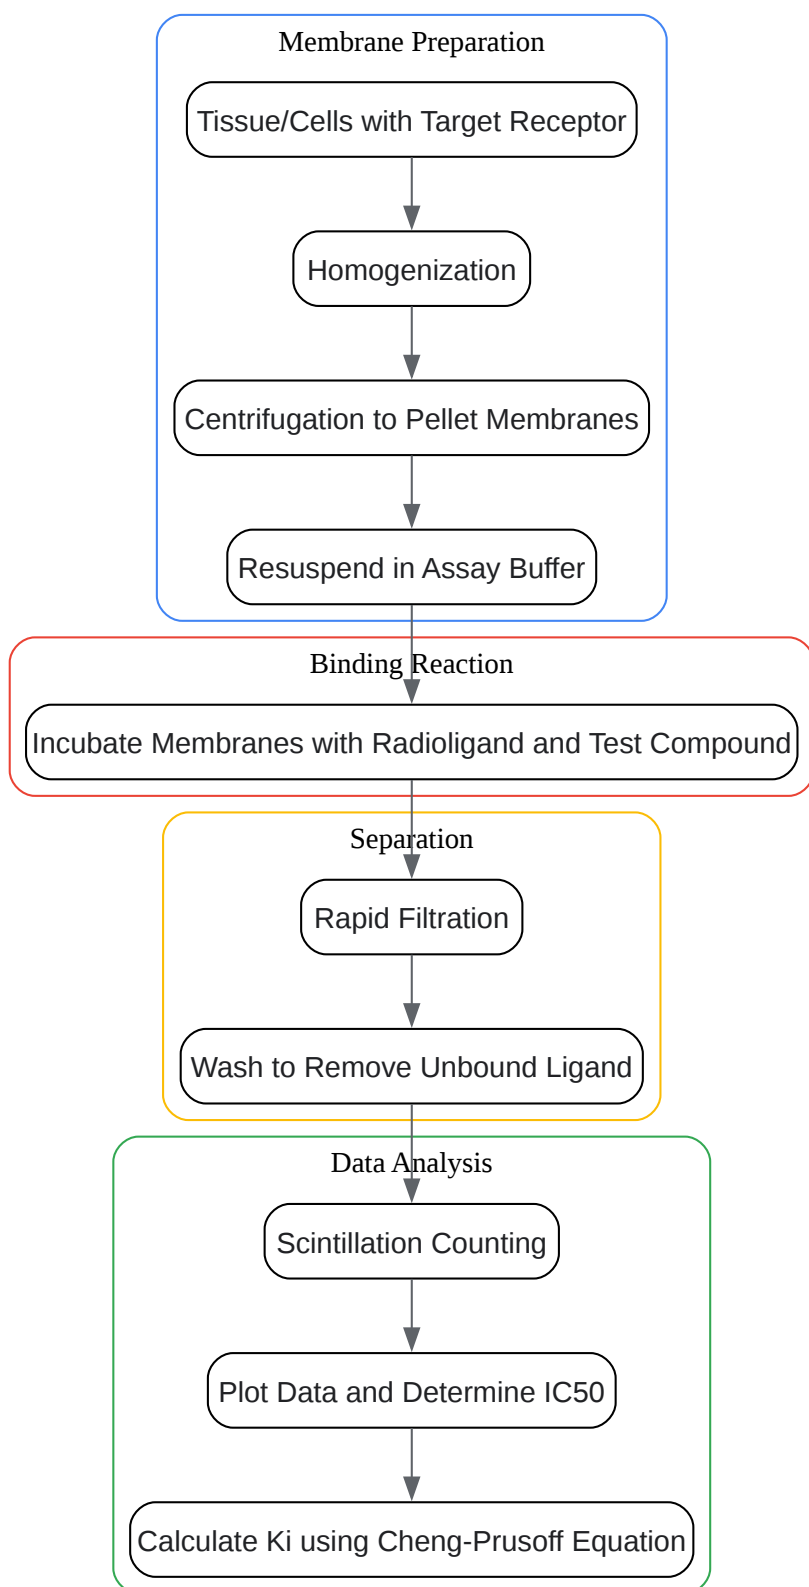 Membrane Preparation
Tissue/Cells with Target Receptor
Homogenization
Centrifugation to Pellet Membranes
Resuspend in Assay Buffer
Binding Reaction
Incubate Membranes with Radioligand and Test Compound
Separation
Rapid Filtration
Wash to Remove Unbound Ligand
Data Analysis
Scintillation Counting
Plot Data and Determine IC50
Calculate Ki using Cheng-Prusoff Equation